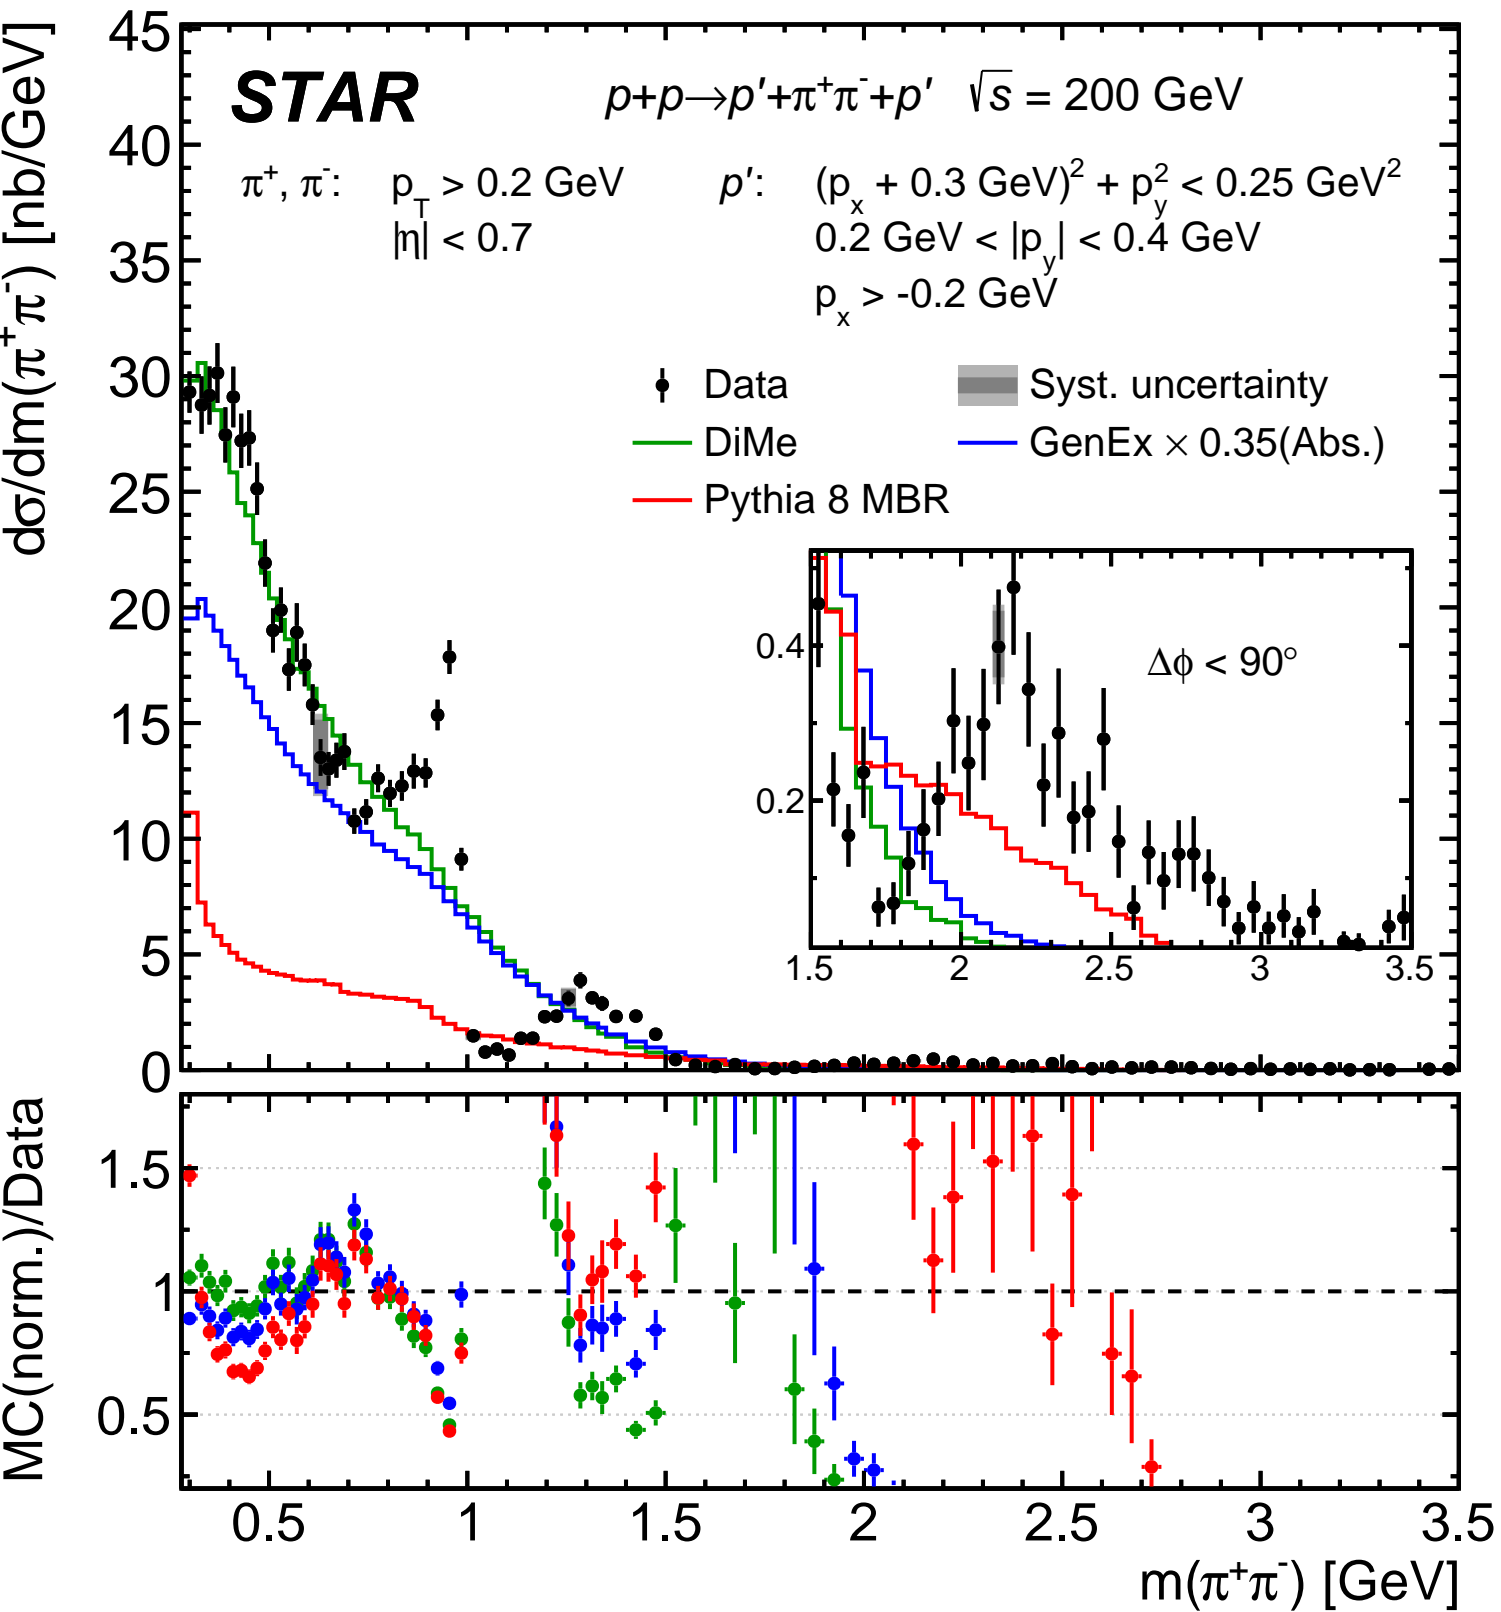 STAR p+p→p′+π⁺π⁻+p′ √s = 200 GeV
π⁺, π⁻: p_T > 0.2 GeV p′: (p_x + 0.3 GeV)² + p_y² < 0.25 GeV²
|η| < 0.7 0.2 GeV < |p_y| < 0.4 GeV
p_x > -0.2 GeV
Data Syst. uncertainty
DiMe GenEx × 0.35(Abs.)
Pythia 8 MBR
dσ/dm(π⁺π⁻) [nb/GeV]
45
40
35
30
25
20
15
10
5
0
Δϕ < 90°
0.4
0.2
1.5 2 2.5 3 3.5
MC(norm.)/Data
1.5
1
0.5
0.5 1 1.5 2 2.5 3 3.5
m(π⁺π⁻) [GeV]